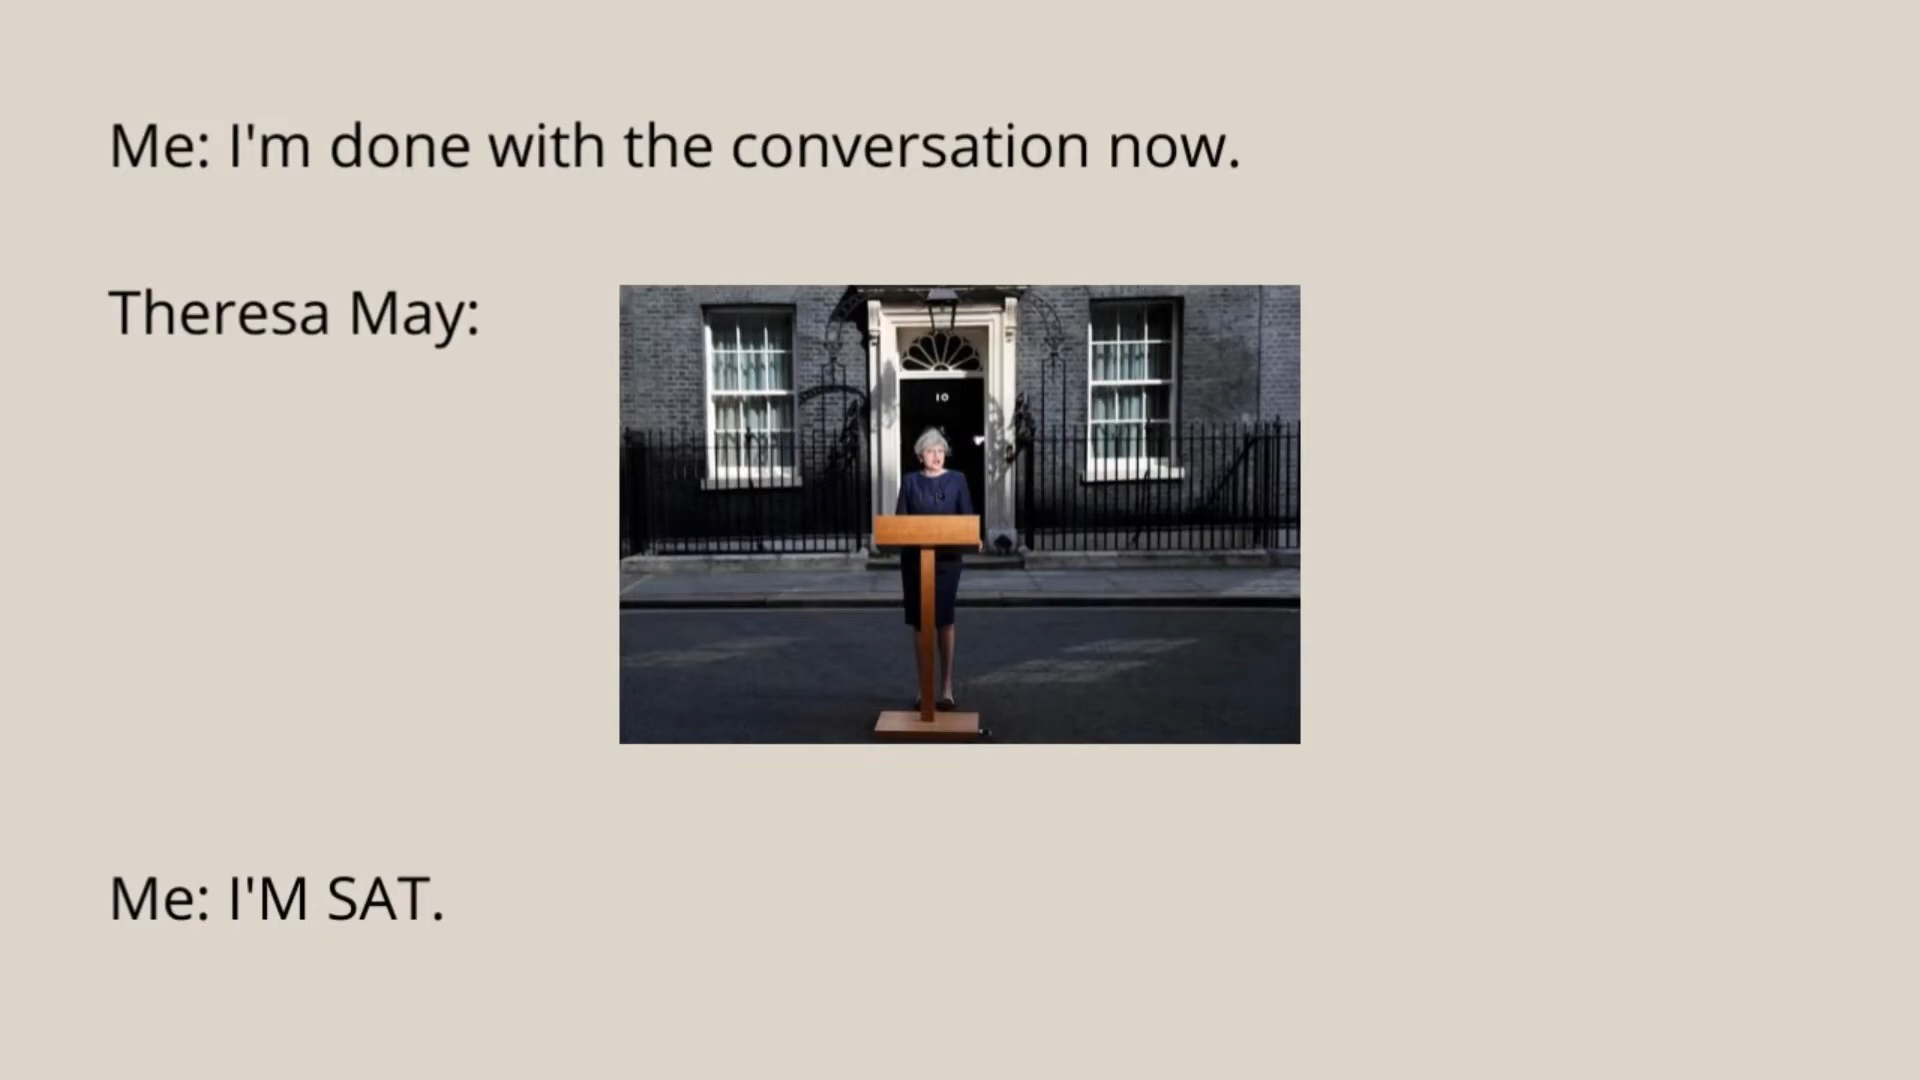 Me: I'm done with the conversation now.
Theresa May:
10
Me: I'M SAT.